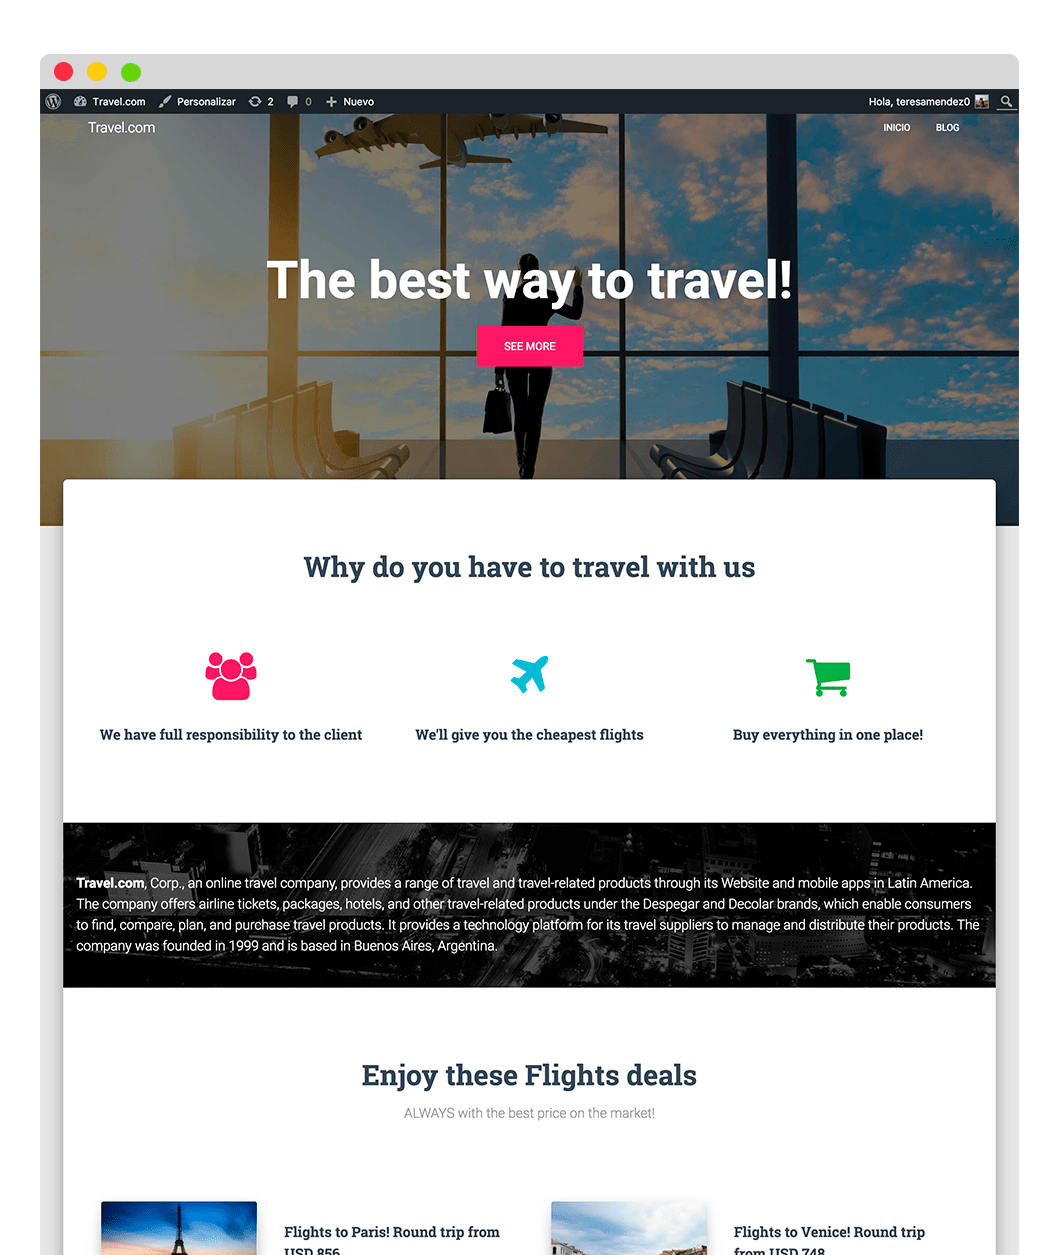 Travel.com Personalizar 2 0 Nuevo Hola, teresamendez0
Travel.com INICIO BLOG
The best way to travel!
SEE MORE
Why do you have to travel with us
We have full responsibility to the client
We'll give you the cheapest flights
Buy everything in one place!
Travel.com, Corp., an online travel company, provides a range of travel and travel-related products through its Website and mobile apps in Latin America.
The company offers airline tickets, packages, hotels, and other travel-related products under the Despegar and Decolar brands, which enable consumers
to find, compare, plan, and purchase travel products. It provides a technology platform for its travel suppliers to manage and distribute their products. The
company was founded in 1999 and is based in Buenos Aires, Argentina.
Enjoy these Flights deals
ALWAYS with the best price on the market!
Flights to Paris! Round trip from
USD 856
Flights to Venice! Round trip
from USD 748